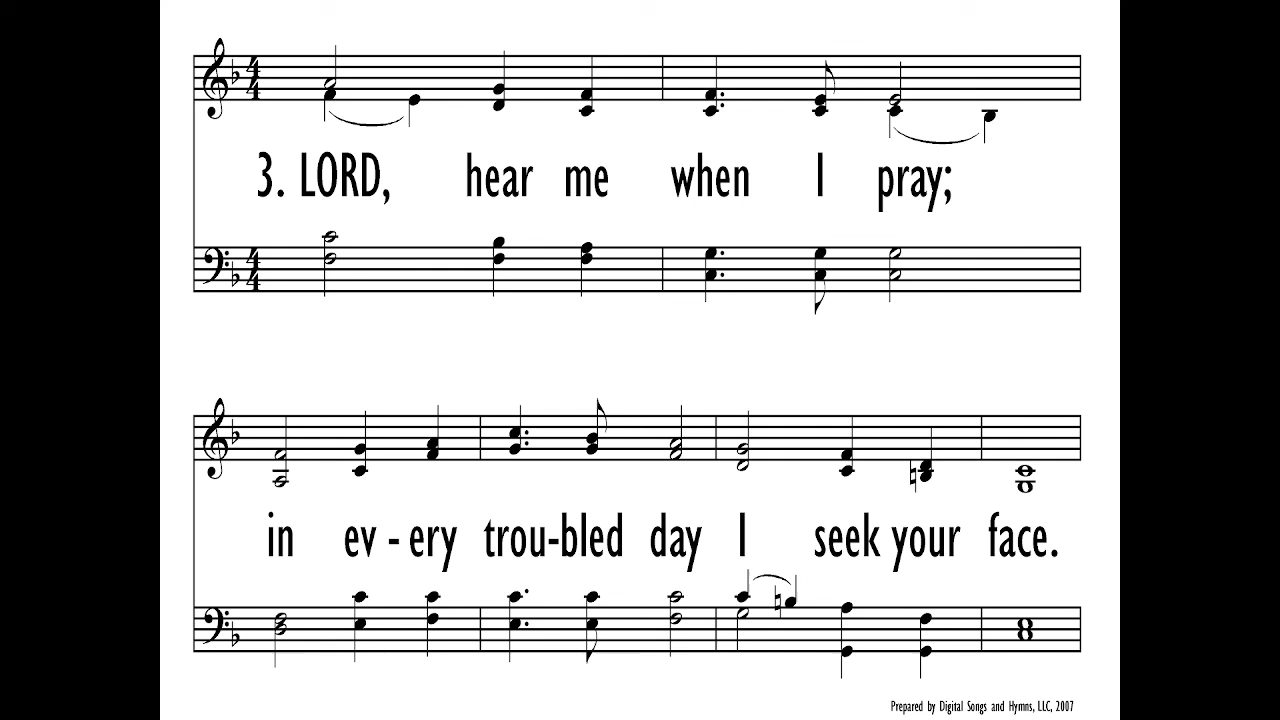 3. LORD, hear me when I pray;
in ev - ery trou-bled day I seek your face.
Prepared by Digital Songs and Hymns, LLC, 2007